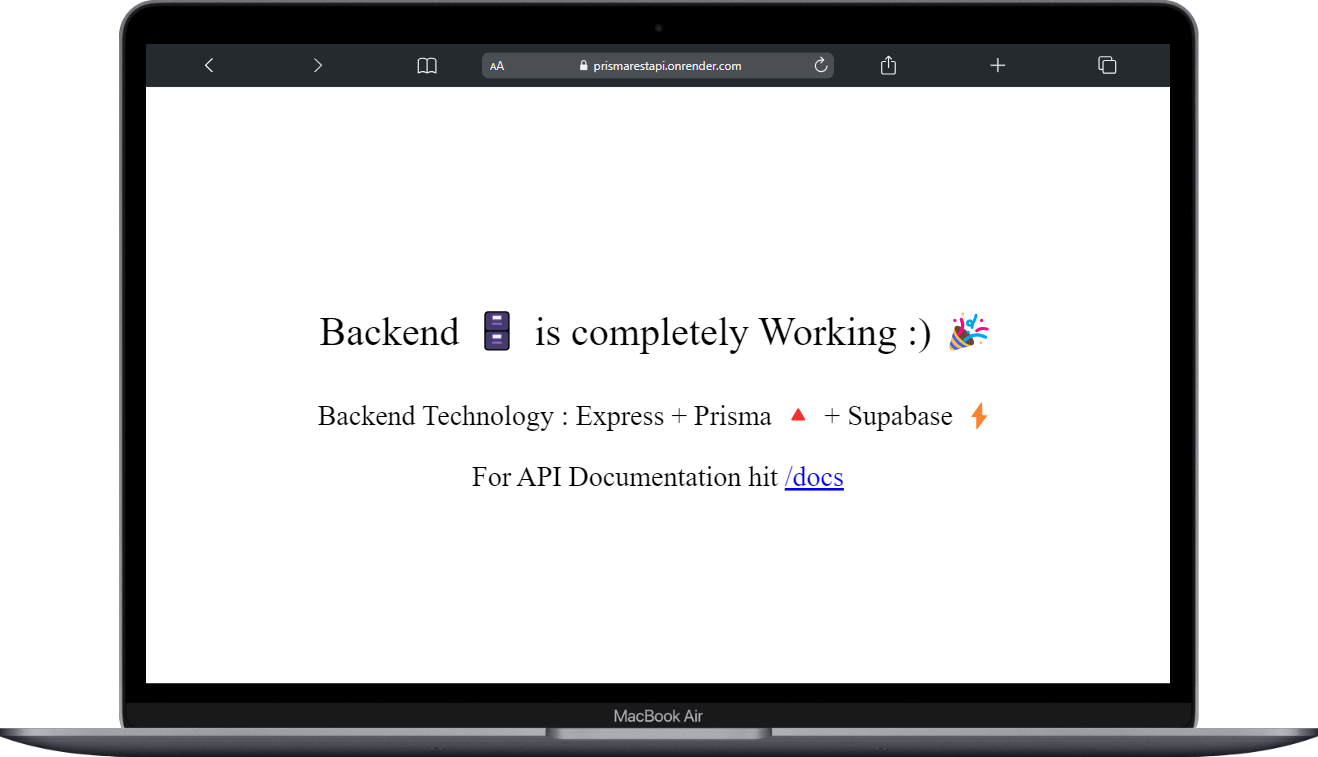 AA prismarestapi.onrender.com
Backend 🗄️ is completely Working :) 🎉
Backend Technology : Express + Prisma 🔺 + Supabase ⚡
For API Documentation hit /docs
MacBook Air